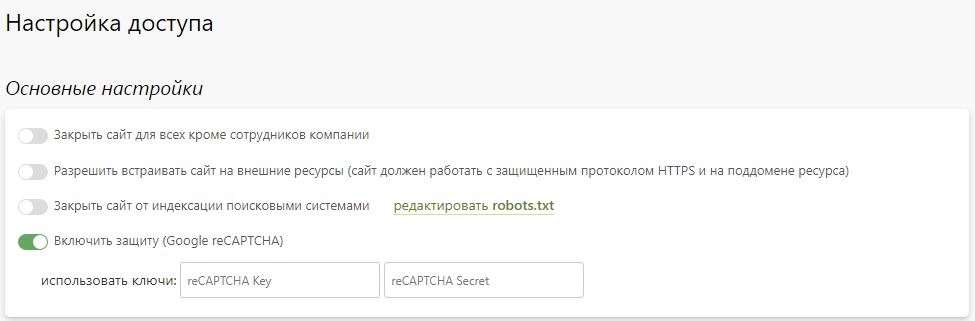 Настройка доступа
Основные настройки
Закрыть сайт для всех кроме сотрудников компании
Разрешить встраивать сайт на внешние ресурсы (сайт должен работать с защищенным протоколом HTTPS и на поддомене ресурса)
Закрыть сайт от индексации поисковыми системами редактировать robots.txt
Включить защиту (Google reCAPTCHA)
использовать ключи: reCAPTCHA Key reCAPTCHA Secret